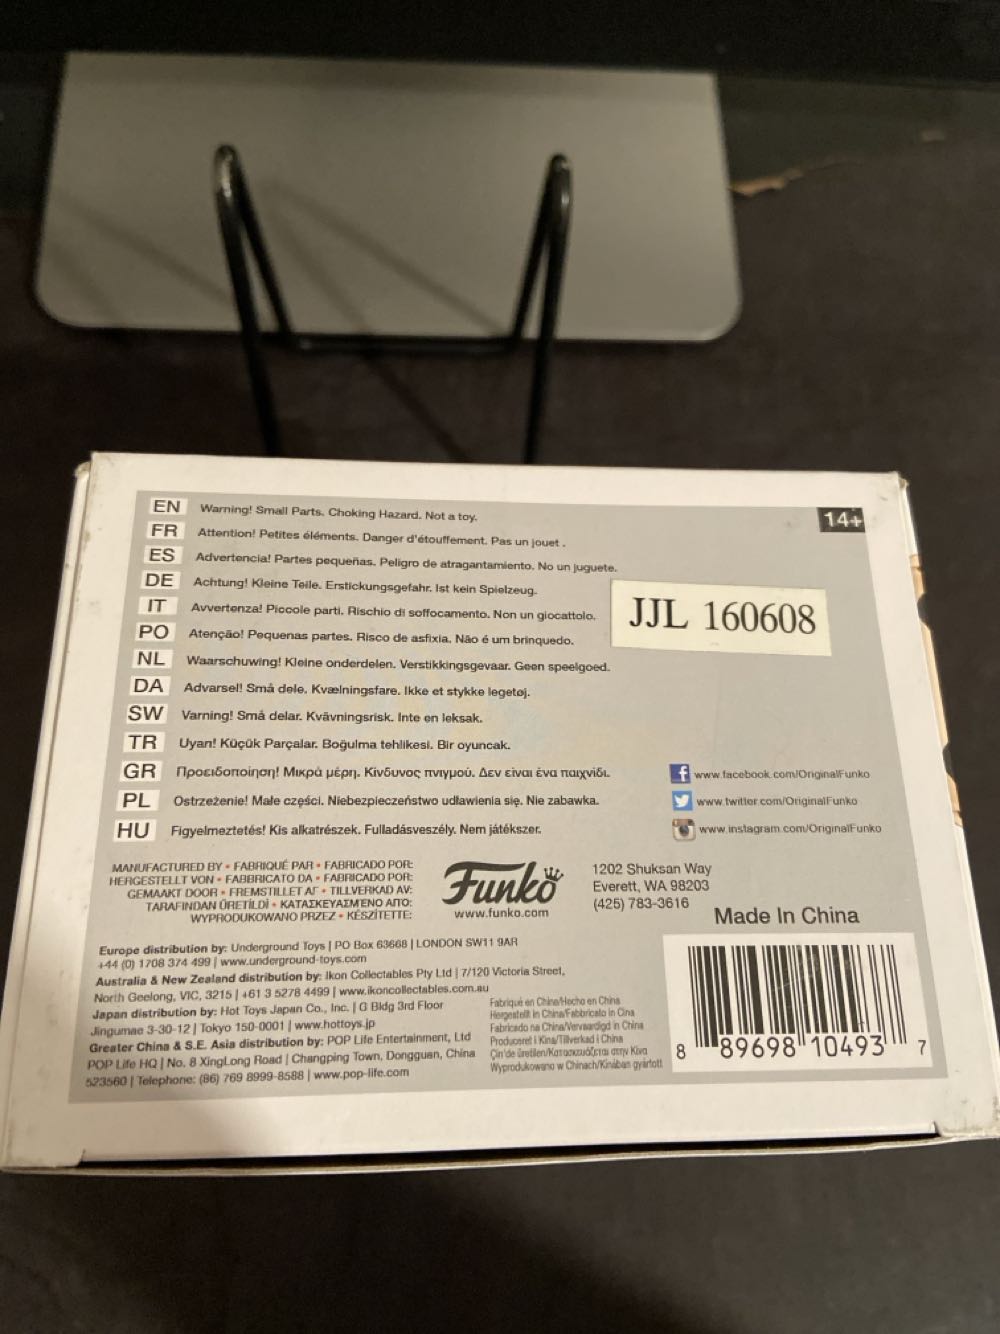 EN Warning! Small Parts. Choking Hazard. Not a toy.
14+
FR Attention! Petites éléments. Danger d'étouffement. Pas un jouet .
ES Advertencia! Partes pequeñas. Peligro de atragantamiento. No un juguete.
DE Achtung! Kleine Teile. Erstickungsgefahr. Ist kein Spielzeug.
IT Avvertenza! Piccole parti. Rischio di soffocamento. Non un giocattolo.
JJL 160608
PO Atenção! Pequenas partes. Risco de asfixia. Não é um brinquedo.
NL Waarschuwing! Kleine onderdelen. Verstikkingsgevaar. Geen speelgoed.
DA Advarsel! Små dele. Kvælningsfare. Ikke et stykke legetøj.
SW Varning! Små delar. Kvävningsrisk. Inte en leksak.
TR Uyarı! Küçük Parçalar. Boğulma tehlikesi. Bir oyuncak.
GR Προειδοποίηση! Μικρά μέρη. Κίνδυνος πνιγμού. Δεν είναι ένα παιχνίδι.
PL Ostrzeżenie! Małe części. Niebezpieczeństwo udławienia się. Nie zabawka.
HU Figyelmeztetés! Kis alkatrészek. Fulladásveszély. Nem játékszer.
www.facebook.com/OriginalFunko
www.twitter.com/OriginalFunko
www.instagram.com/OriginalFunko
MANUFACTURED BY • FABRIQUÉ PAR • FABRICADO POR:
HERGESTELLT VON • FABBRICATO DA • FABRICADO POR:
GEMAAKT DOOR • FREMSTILLET AF • TILLVERKAD AV:
TARAFINDAN ÜRETİLDİ • ΚΑΤΑΣΚΕΥΑΣΜΕΝΟ ΑΠΟ:
WYPRODUKOWANO PRZEZ • KÉSZÍTETTE:
Funko
www.funko.com
1202 Shuksan Way
Everett, WA 98203
(425) 783-3616
Made In China
Europe distribution by: Underground Toys | PO Box 63668 | LONDON SW11 9AR
+44 (0) 1708 374 499 | www.underground-toys.com
Australia & New Zealand distribution by: Ikon Collectables Pty Ltd | 7/120 Victoria Street,
North Geelong, VIC, 3215 | +61 3 5278 4499 | www.ikoncollectables.com.au
Japan distribution by: Hot Toys Japan Co., Inc. | G Bldg 3rd Floor
Jingumae 3-30-12 | Tokyo 150-0001 | www.hottoys.jp
Greater China & S.E. Asia distribution by: POP Life Entertainment, Ltd
POP Life HQ | No. 8 XingLong Road | Changping Town, Dongguan, China
523560 | Telephone: (86) 769 8999-8588 | www.pop-life.com
Fabriqué en Chine/Hecho en China
Hergestellt in China/Fabbricato in Cina
Fabricado na China/Vervaardigd in China
Produceret i Kina/Tillverkad i China
Çin'de üretilen/Κατασκευάζεται στην Κίνα
Wyprodukowano w Chinach/Kínában gyártott
8 89698 10493 7